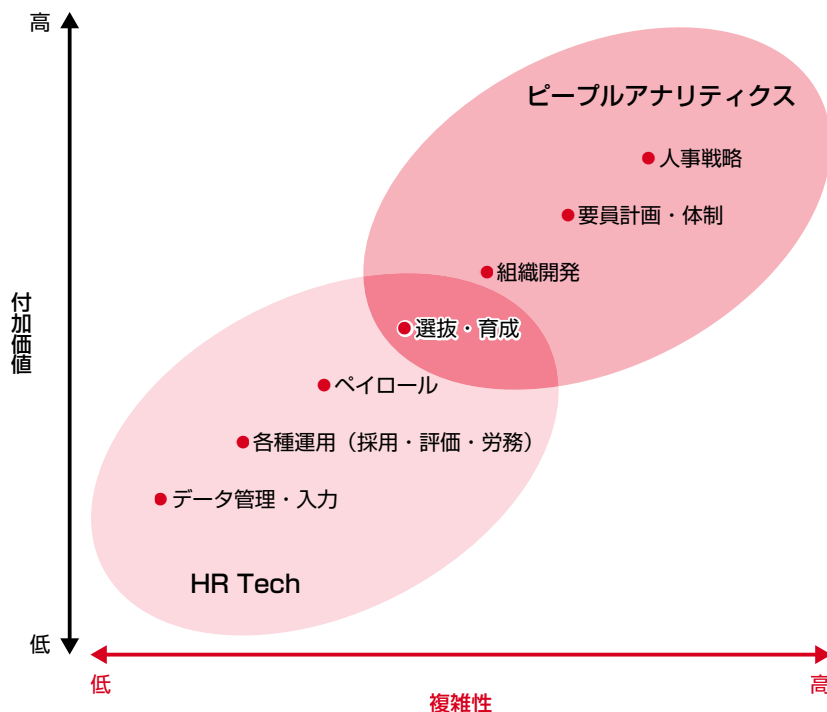 高
ピープルアナリティクス
人事戦略
要員計画・体制
組織開発
付加価値
選抜・育成
ペイロール
各種運用（採用・評価・労務）
データ管理・入力
HR Tech
低
低
高
複雑性